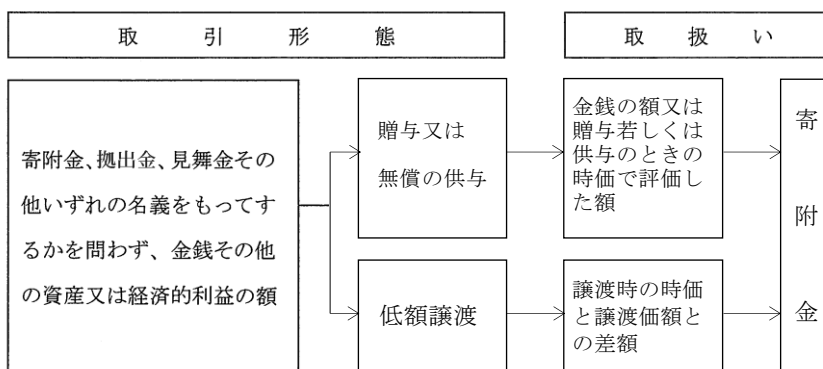 取引形態
取扱い
寄附金、拠出金、見舞金その
他いずれの名義をもってす
るかを問わず、金銭その他
の資産又は経済的利益の額
贈与又は
無償の供与
金銭の額又は
贈与若しくは
供与のときの
時価で評価し
た額
低額譲渡
譲渡時の時価
と譲渡価額と
の差額
寄附金